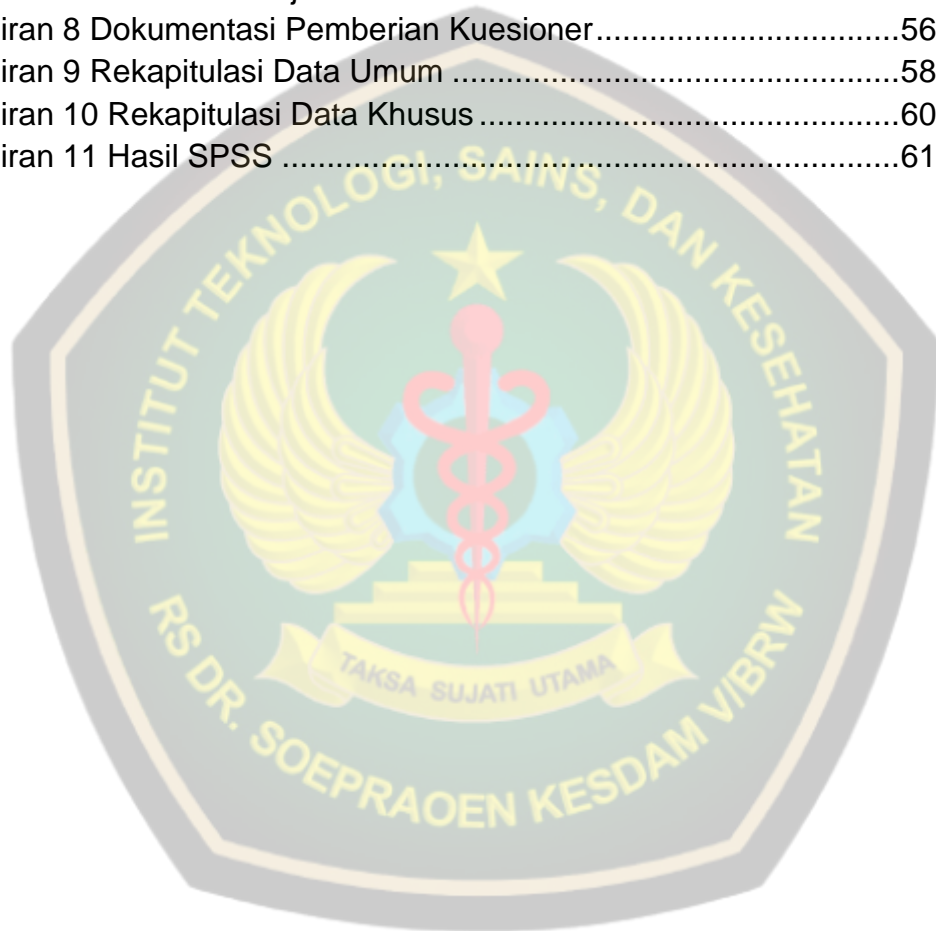 iran 8 Dokumentasi Pemberian Kuesioner....................................56
iran 9 Rekapitulasi Data Umum ....................................................58
iran 10 Rekapitulasi Data Khusus .................................................60
iran 11 Hasil SPSS ........................................................................61
INSTITUT TEKNOLOGI, SAINS, DAN KESEHATAN
TAKSA SUJATI UTAMA
RS DR. SOEPRAOEN KESDAM V/BRW